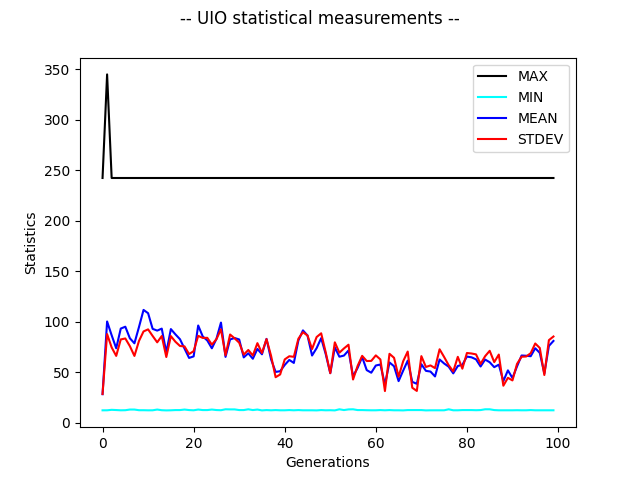 -- UIO statistical measurements --
MAX
MIN
MEAN
STDEV
Statistics
350
300
250
200
150
100
50
0
0 20 40 60 80 100
Generations